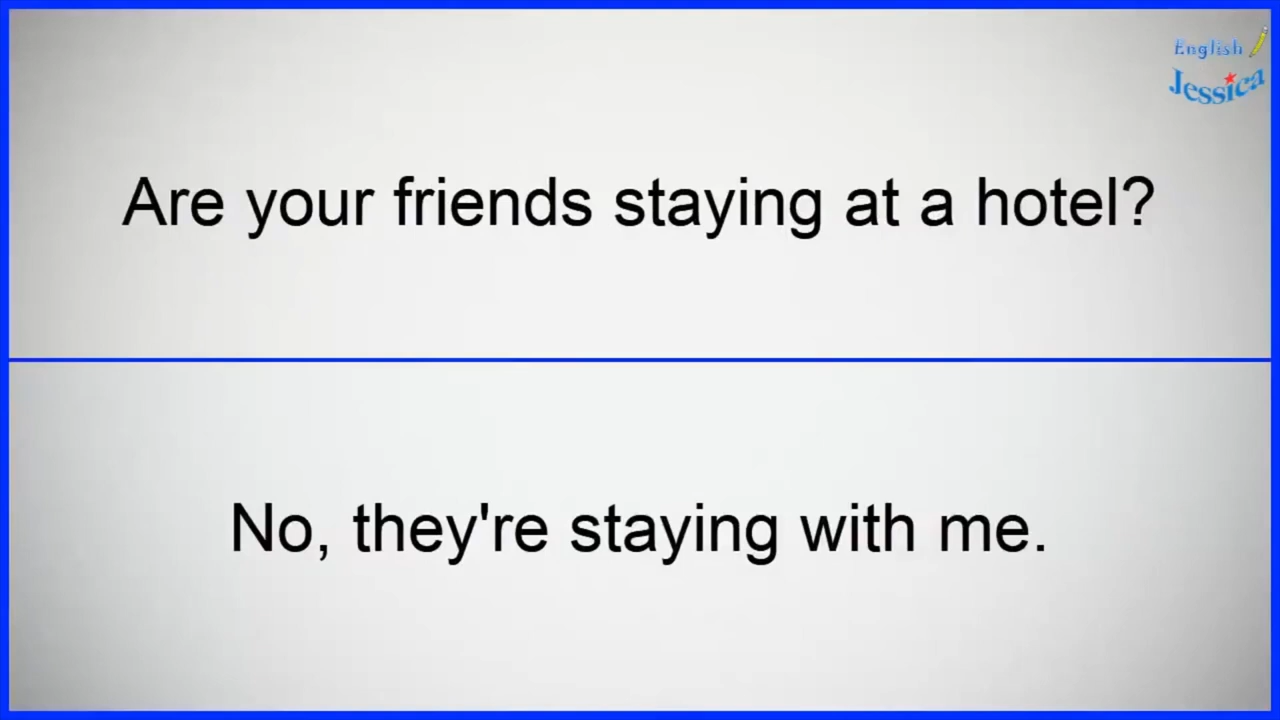 English
Jessica
Are your friends staying at a hotel?
No, they're staying with me.